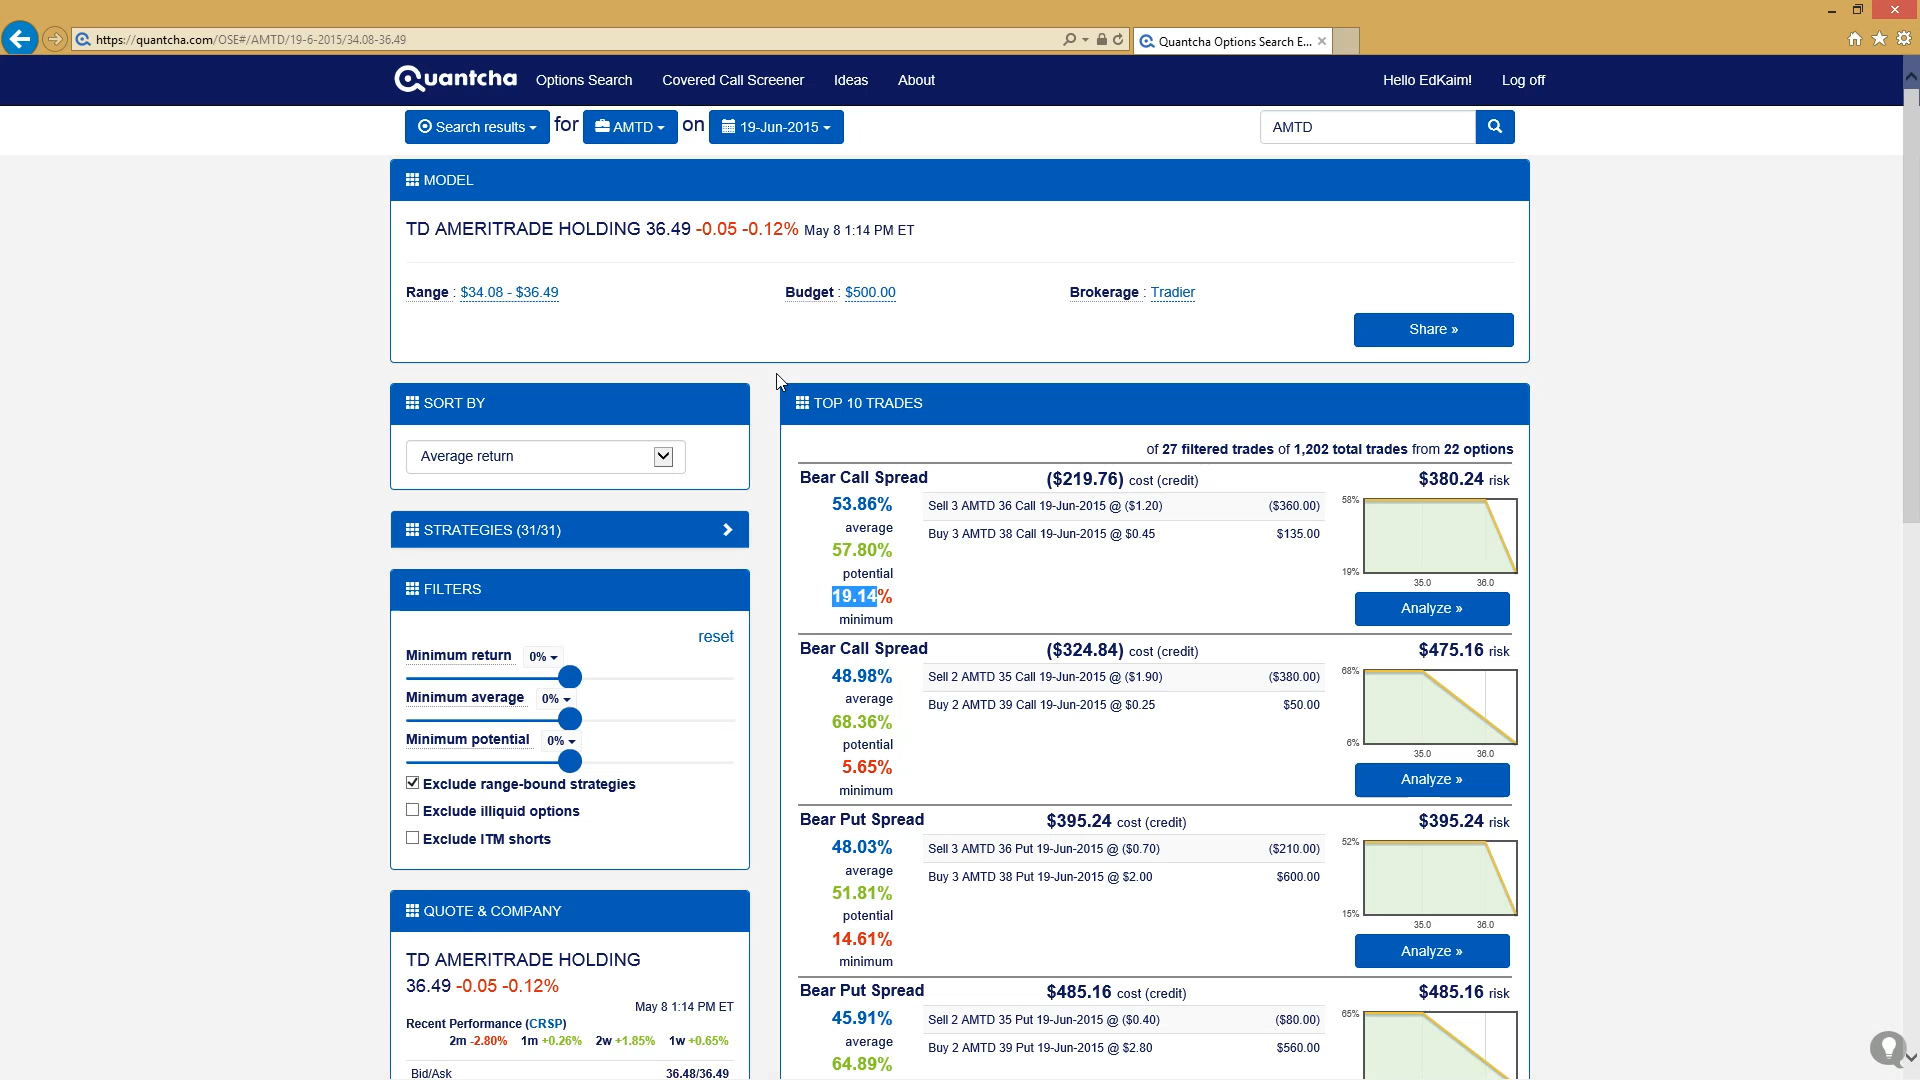 https://quantcha.com/OSE#/AMTD/19-6-2015/34.08-36.49
Quantcha Options Search E...
Quantcha
Options Search
Covered Call Screener
Ideas
About
Hello EdKaim!
Log off
Search results for AMTD on 19-Jun-2015
AMTD
MODEL
TD AMERITRADE HOLDING 36.49 -0.05 -0.12% May 8 1:14 PM ET
Range : $34.08 - $36.49
Budget : $500.00
Brokerage : Tradier
Share »
SORT BY
Average return
STRATEGIES (31/31)
FILTERS
reset
Minimum return 0%
Minimum average 0%
Minimum potential 0%
Exclude range-bound strategies
Exclude illiquid options
Exclude ITM shorts
QUOTE & COMPANY
TD AMERITRADE HOLDING
36.49 -0.05 -0.12%
May 8 1:14 PM ET
Recent Performance (CRSP)
2m -2.80% 1m +0.26% 2w +1.85% 1w +0.65%
Bid/Ask 36.48/36.49
TOP 10 TRADES
of 27 filtered trades of 1,202 total trades from 22 options
Bear Call Spread ($219.76) cost (credit) $380.24 risk
53.86%
average
57.80%
potential
19.14%
minimum
Sell 3 AMTD 36 Call 19-Jun-2015 @ ($1.20) ($360.00)
Buy 3 AMTD 38 Call 19-Jun-2015 @ $0.45 $135.00
58%
19%
35.0 36.0
Analyze »
Bear Call Spread ($324.84) cost (credit) $475.16 risk
48.98%
average
68.36%
potential
5.65%
minimum
Sell 2 AMTD 35 Call 19-Jun-2015 @ ($1.90) ($380.00)
Buy 2 AMTD 39 Call 19-Jun-2015 @ $0.25 $50.00
68%
6%
35.0 36.0
Analyze »
Bear Put Spread $395.24 cost (credit) $395.24 risk
48.03%
average
51.81%
potential
14.61%
minimum
Sell 3 AMTD 36 Put 19-Jun-2015 @ ($0.70) ($210.00)
Buy 3 AMTD 38 Put 19-Jun-2015 @ $2.00 $600.00
52%
15%
35.0 36.0
Analyze »
Bear Put Spread $485.16 cost (credit) $485.16 risk
45.91%
average
64.89%
Sell 2 AMTD 35 Put 19-Jun-2015 @ ($0.40) ($80.00)
Buy 2 AMTD 39 Put 19-Jun-2015 @ $2.80 $560.00
65%